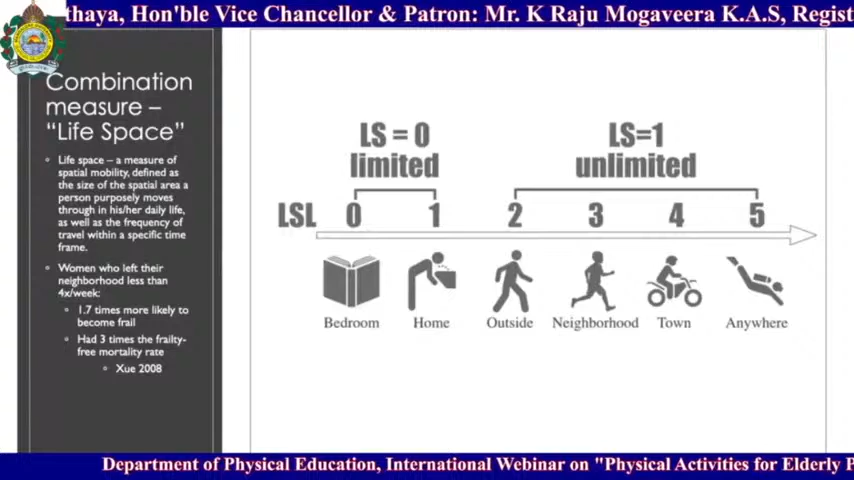 thaya, Hon'ble Vice Chancellor & Patron: Mr. K Raju Mogaveera K.A.S, Regist
Combination
measure –
“Life Space”
Life space – a measure of
spatial mobility, defined as
the size of the spatial area a
person purposely moves
through in his/her daily life,
as well as the frequency of
travel within a specific time
frame.
Women who left their
neighborhood less than
4x/week:
1.7 times more likely to
become frail
Had 3 times the frailty-
free mortality rate
Xue 2008
LS = 0 LS=1
limited unlimited
LSL 0 1 2 3 4 5
Bedroom Home Outside Neighborhood Town Anywhere
Department of Physical Education, International Webinar on "Physical Activities for Elderly P